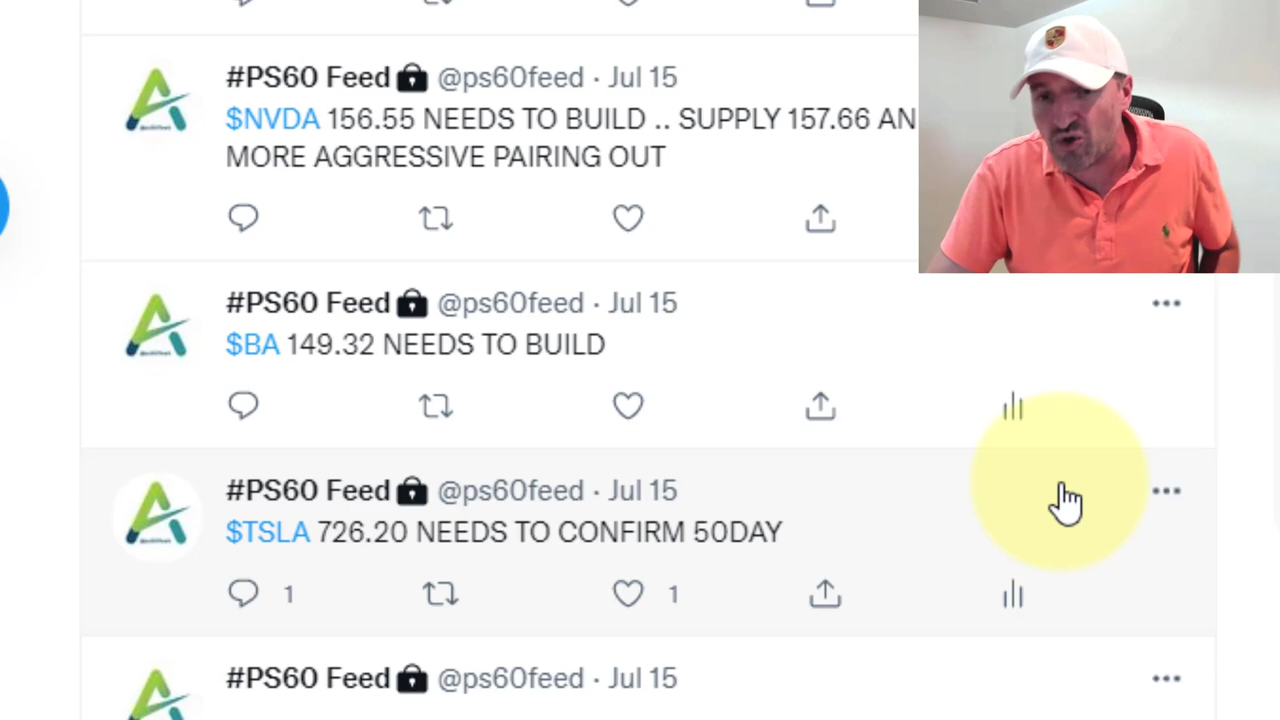 #PS60 Feed @ps60feed · Jul 15
$NVDA 156.55 NEEDS TO BUILD .. SUPPLY 157.66 AN
MORE AGGRESSIVE PAIRING OUT
#PS60 Feed @ps60feed · Jul 15
$BA 149.32 NEEDS TO BUILD
#PS60 Feed @ps60feed · Jul 15
$TSLA 726.20 NEEDS TO CONFIRM 50DAY
1 1
#PS60 Feed @ps60feed · Jul 15